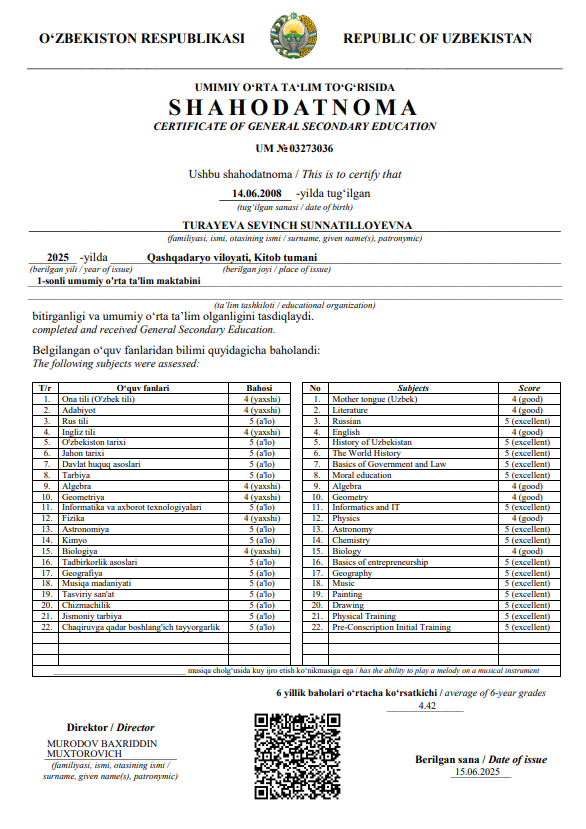 O‘ZBEKISTON RESPUBLIKASI REPUBLIC OF UZBEKISTAN
UMIMIY O‘RTA TA‘LIM TO‘G‘RISIDA
SHAHODATNOMA
CERTIFICATE OF GENERAL SECONDARY EDUCATION
UM №03273036
Ushbu shahodatnoma / This is to certify that
14.06.2008 -yilda tug‘ilgan
(tug‘ilgan sanasi / date of birth)
TURAYEVA SEVINCH SUNNATILLOYEVNA
(familiyasi, ismi, otasining ismi / surname, given name(s), patronymic)
2025 -yilda Qashqadaryo viloyati, Kitob tumani
(berilgan yili / year of issue) (berilgan joyi / place of issue)
1-sonli umumiy o'rta ta'lim maktabini
(ta’lim tashkiloti / educational organization)
bitirganligi va umumiy o‘rta ta’lim olganligini tasdiqlaydi.
completed and received General Secondary Education.
Belgilangan o‘quv fanlaridan bilimi quyidagicha baholandi:
The following subjects were assessed:
T/r O‘quv fanlari Bahosi No Subjects Score
1. Ona tili (O'zbek tili) 4 (yaxshi) 1. Mother tongue (Uzbek) 4 (good)
2. Adabiyot 4 (yaxshi) 2. Literature 4 (good)
3. Rus tili 5 (a'lo) 3. Russian 5 (excellent)
4. Ingliz tili 4 (yaxshi) 4. English 4 (good)
5. O'zbekiston tarixi 5 (a'lo) 5. History of Uzbekistan 5 (excellent)
6. Jahon tarixi 5 (a'lo) 6. The World History 5 (excellent)
7. Davlat huquq asoslari 5 (a'lo) 7. Basics of Government and Law 5 (excellent)
8. Tarbiya 5 (a'lo) 8. Moral education 5 (excellent)
9. Algebra 4 (yaxshi) 9. Algebra 4 (good)
10. Geometriya 4 (yaxshi) 10. Geometry 4 (good)
11. Informatika va axborot texnologiyalari 5 (a'lo) 11. Informatics and IT 5 (excellent)
12. Fizika 4 (yaxshi) 12. Physics 4 (good)
13. Astronomiya 5 (a'lo) 13. Astronomy 5 (excellent)
14. Kimyo 5 (a'lo) 14. Chemistry 5 (excellent)
15. Biologiya 4 (yaxshi) 15. Biology 4 (good)
16. Tadbirkorlik asoslari 5 (a'lo) 16. Basics of entrepreneurship 5 (excellent)
17. Geografiya 5 (a'lo) 17. Geography 5 (excellent)
18. Musiqa madaniyati 5 (a'lo) 18. Music 5 (excellent)
19. Tasviriy san'at 5 (a'lo) 19. Painting 5 (excellent)
20. Chizmachilik 5 (a'lo) 20. Drawing 5 (excellent)
21. Jismoniy tarbiya 5 (a'lo) 21. Physical Training 5 (excellent)
22. Chaqiruvga qadar boshlang'ich tayyorgarlik 5 (a'lo) 22. Pre-Conscription Initial Training 5 (excellent)
musiqa cholg‘usida kuy ijro etish ko‘nikmasiga ega / has the ability to play a melody on a musical instrument
6 yillik baholari o‘rtacha ko‘rsatkichi / average of 6-year grades
4.42
Direktor / Director
MURODOV BAXRIDDIN
MUXTOROVICH
(familiyasi, ismi, otasining ismi /
surname, given name(s), patronymic)
Berilgan sana / Date of issue
15.06.2025